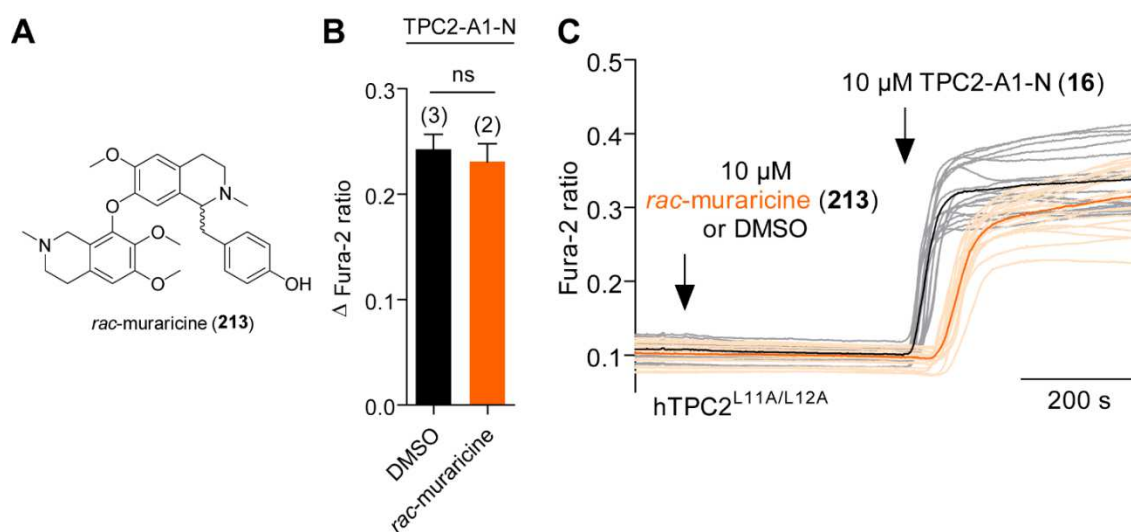 A
O
N
O
N
O
O
OH
rac-muraricine (213)
B
TPC2-A1-N
ns
(3)
(2)
0.3
0.2
0.1
0.0
Δ Fura-2 ratio
DMSO
rac-muraricine
C
0.5
0.4
0.3
0.2
0.1
Fura-2 ratio
10 µM TPC2-A1-N (16)
10 µM
rac-muraricine (213)
or DMSO
hTPC2L11A/L12A
200 s